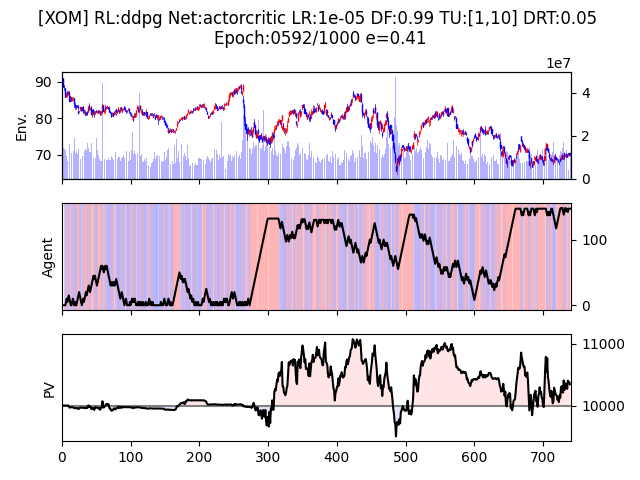 [XOM] RL:ddpg Net:actorcritic LR:1e-05 DF:0.99 TU:[1,10] DRT:0.05
Epoch:0592/1000 e=0.41
1e7
90
80
70
Env.
4
2
0
Agent
100
0
PV
11000
10000
0 100 200 300 400 500 600 700